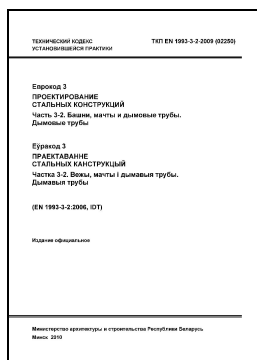 ТЕХНИЧЕСКИЙ КОДЕКС
УСТАНОВИВШЕЙСЯ ПРАКТИКИ
ТКП EN 1993-3-2-2009 (02250)
Еврокод 3
ПРОЕКТИРОВАНИЕ
СТАЛЬНЫХ КОНСТРУКЦИЙ
Часть 3-2. Башни, мачты и дымовые трубы.
Дымовые трубы
Еўракод 3
ПРАЕКТАВАННЕ
СТАЛЬНЫХ КАНСТРУКЦЫЙ
Частка 3-2. Вежы, мачты і дымавыя трубы.
Дымавыя трубы
(EN 1993-3-2:2006, IDT)
Издание официальное
Министерство архитектуры и строительства Республики Беларусь
Минск 2010